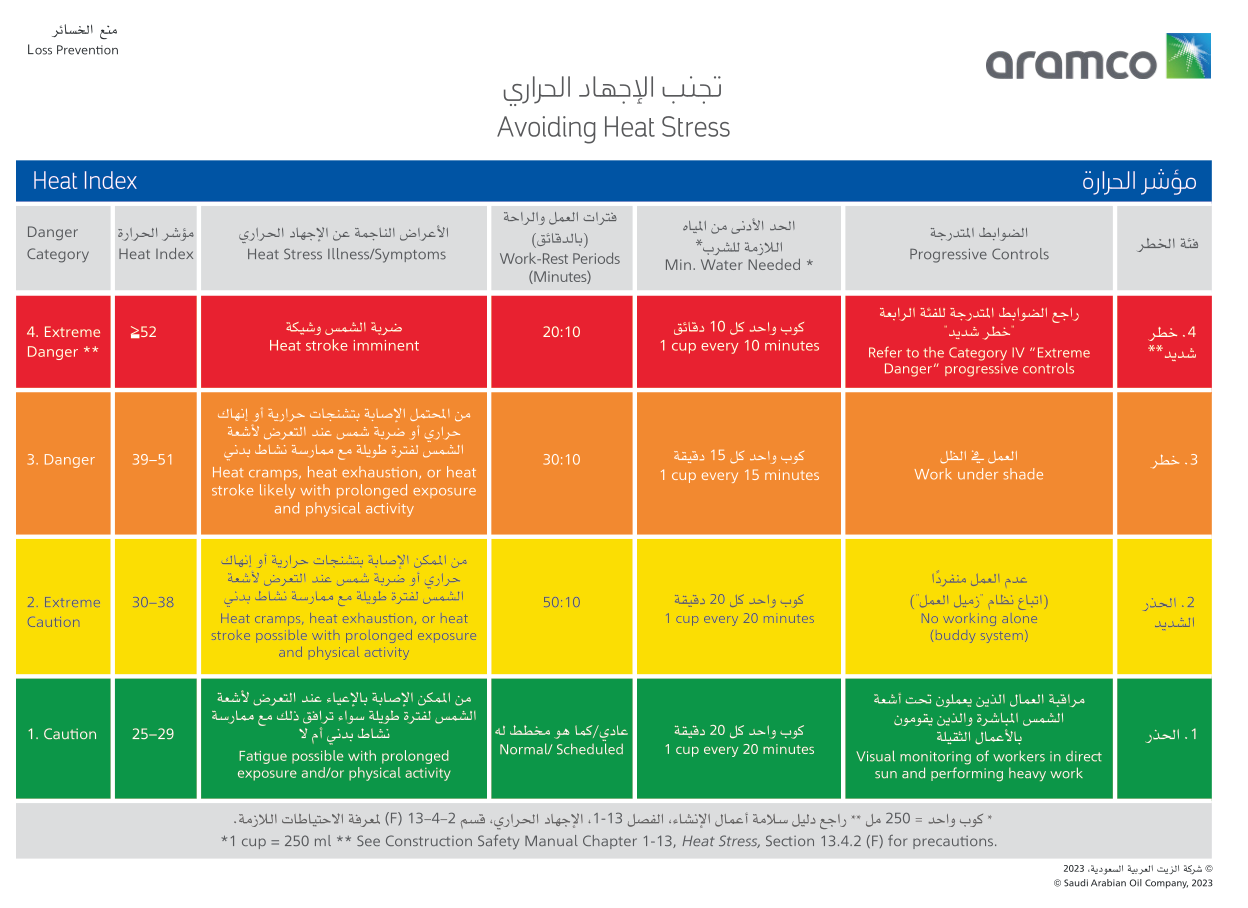 منع الخسائر
Loss Prevention
aramco
تجنب الإجهاد الحراري
Avoiding Heat Stress
Heat Index
مؤشر الحرارة
Danger
Category
مؤشر الحرارة
Heat Index
الأعراض الناجمة عن الإجهاد الحراري
Heat Stress Illness/Symptoms
فترات العمل والراحة
(بالدقائق)
Work-Rest Periods
(Minutes)
الحد الأدنى من المياه
اللازمة للشرب*
Min. Water Needed *
الضوابط المتدرجة
Progressive Controls
فئة الخطر
4. Extreme
Danger **
≧52
ضربة الشمس وشيكة
Heat stroke imminent
20:10
كوب واحد كل 10 دقائق
1 cup every 10 minutes
راجع الضوابط المتدرجة للفئة الرابعة
"خطر شديد"
Refer to the Category IV “Extreme
Danger” progressive controls
4. خطر
شديد**
3. Danger
39–51
من المحتمل الإصابة بتشنجات حرارية أو إنهاك
حراري أو ضربة شمس عند التعرض لأشعة
الشمس لفترة طويلة مع ممارسة نشاط بدني
Heat cramps, heat exhaustion, or heat
stroke likely with prolonged exposure
and physical activity
30:10
كوب واحد كل 15 دقيقة
1 cup every 15 minutes
العمل في الظل
Work under shade
3. خطر
2. Extreme
Caution
30–38
من الممكن الإصابة بتشنجات حرارية أو إنهاك
حراري أو ضربة شمس عند التعرض لأشعة
الشمس لفترة طويلة مع ممارسة نشاط بدني
Heat cramps, heat exhaustion, or heat
stroke possible with prolonged exposure
and physical activity
50:10
كوب واحد كل 20 دقيقة
1 cup every 20 minutes
عدم العمل منفردًا
(اتباع نظام "زميل العمل")
No working alone
(buddy system)
2. الحذر
الشديد
1. Caution
25–29
من الممكن الإصابة بالإعياء عند التعرض لأشعة
الشمس لفترة طويلة سواء ترافق ذلك مع ممارسة
نشاط بدني أم لا
Fatigue possible with prolonged
exposure and/or physical activity
عادي/كما هو مخطط له
Normal/ Scheduled
كوب واحد كل 20 دقيقة
1 cup every 20 minutes
مراقبة العمال الذين يعملون تحت أشعة
الشمس المباشرة والذين يقومون
بالأعمال الثقيلة
Visual monitoring of workers in direct
sun and performing heavy work
1. الحذر
* كوب واحد = 250 مل ** راجع دليل سلامة أعمال الإنشاء، الفصل 13-1، الإجهاد الحراري، قسم 2–4–13 (F) لمعرفة الاحتياطات اللازمة.
*1 cup = 250 ml ** See Construction Safety Manual Chapter 1-13, Heat Stress, Section 13.4.2 (F) for precautions.
© شركة الزيت العربية السعودية، 2023
© Saudi Arabian Oil Company, 2023